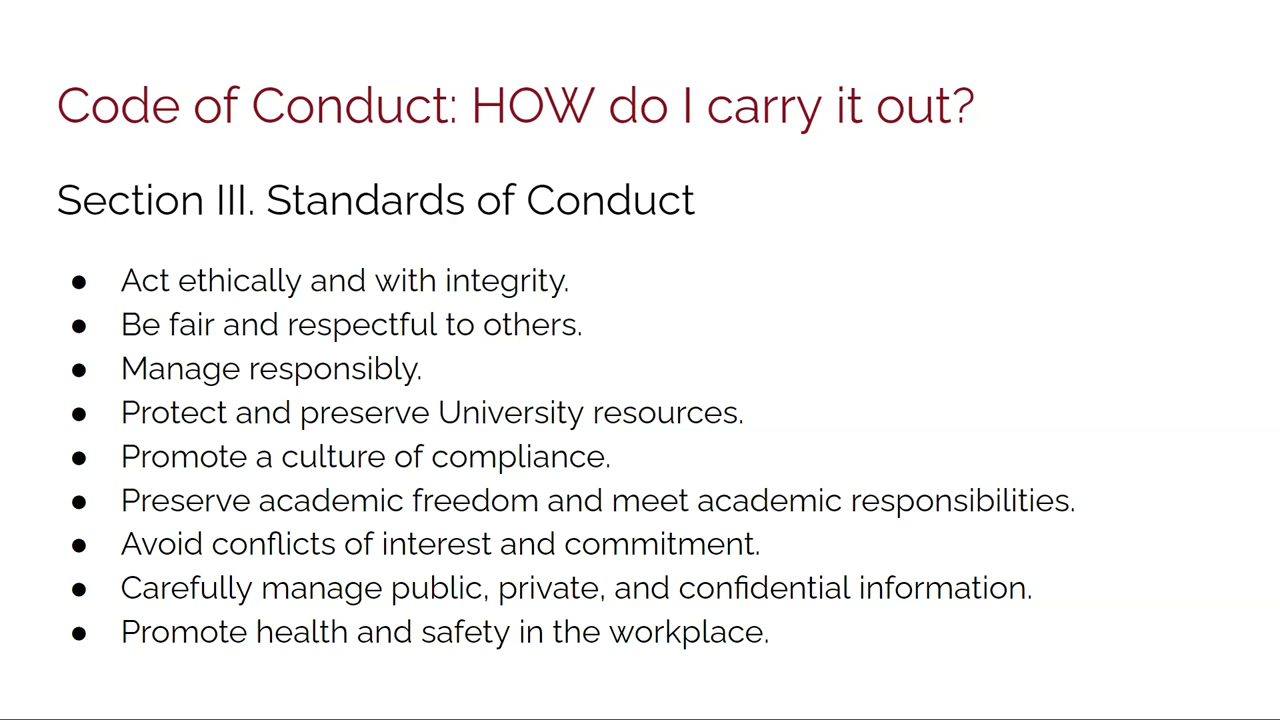 Code of Conduct: HOW do I carry it out?
Section III. Standards of Conduct
● Act ethically and with integrity.
● Be fair and respectful to others.
● Manage responsibly.
● Protect and preserve University resources.
● Promote a culture of compliance.
● Preserve academic freedom and meet academic responsibilities.
● Avoid conflicts of interest and commitment.
● Carefully manage public, private, and confidential information.
● Promote health and safety in the workplace.